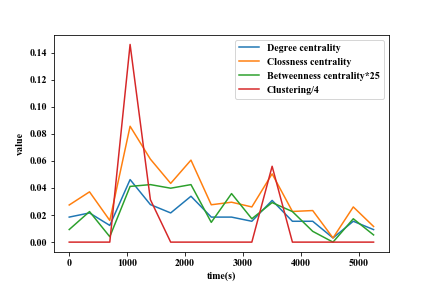 Degree centrality
Clossness centrality
Betweenness centrality*25
Clustering/4
value
0.14
0.12
0.10
0.08
0.06
0.04
0.02
0.00
0 1000 2000 3000 4000 5000
time(s)